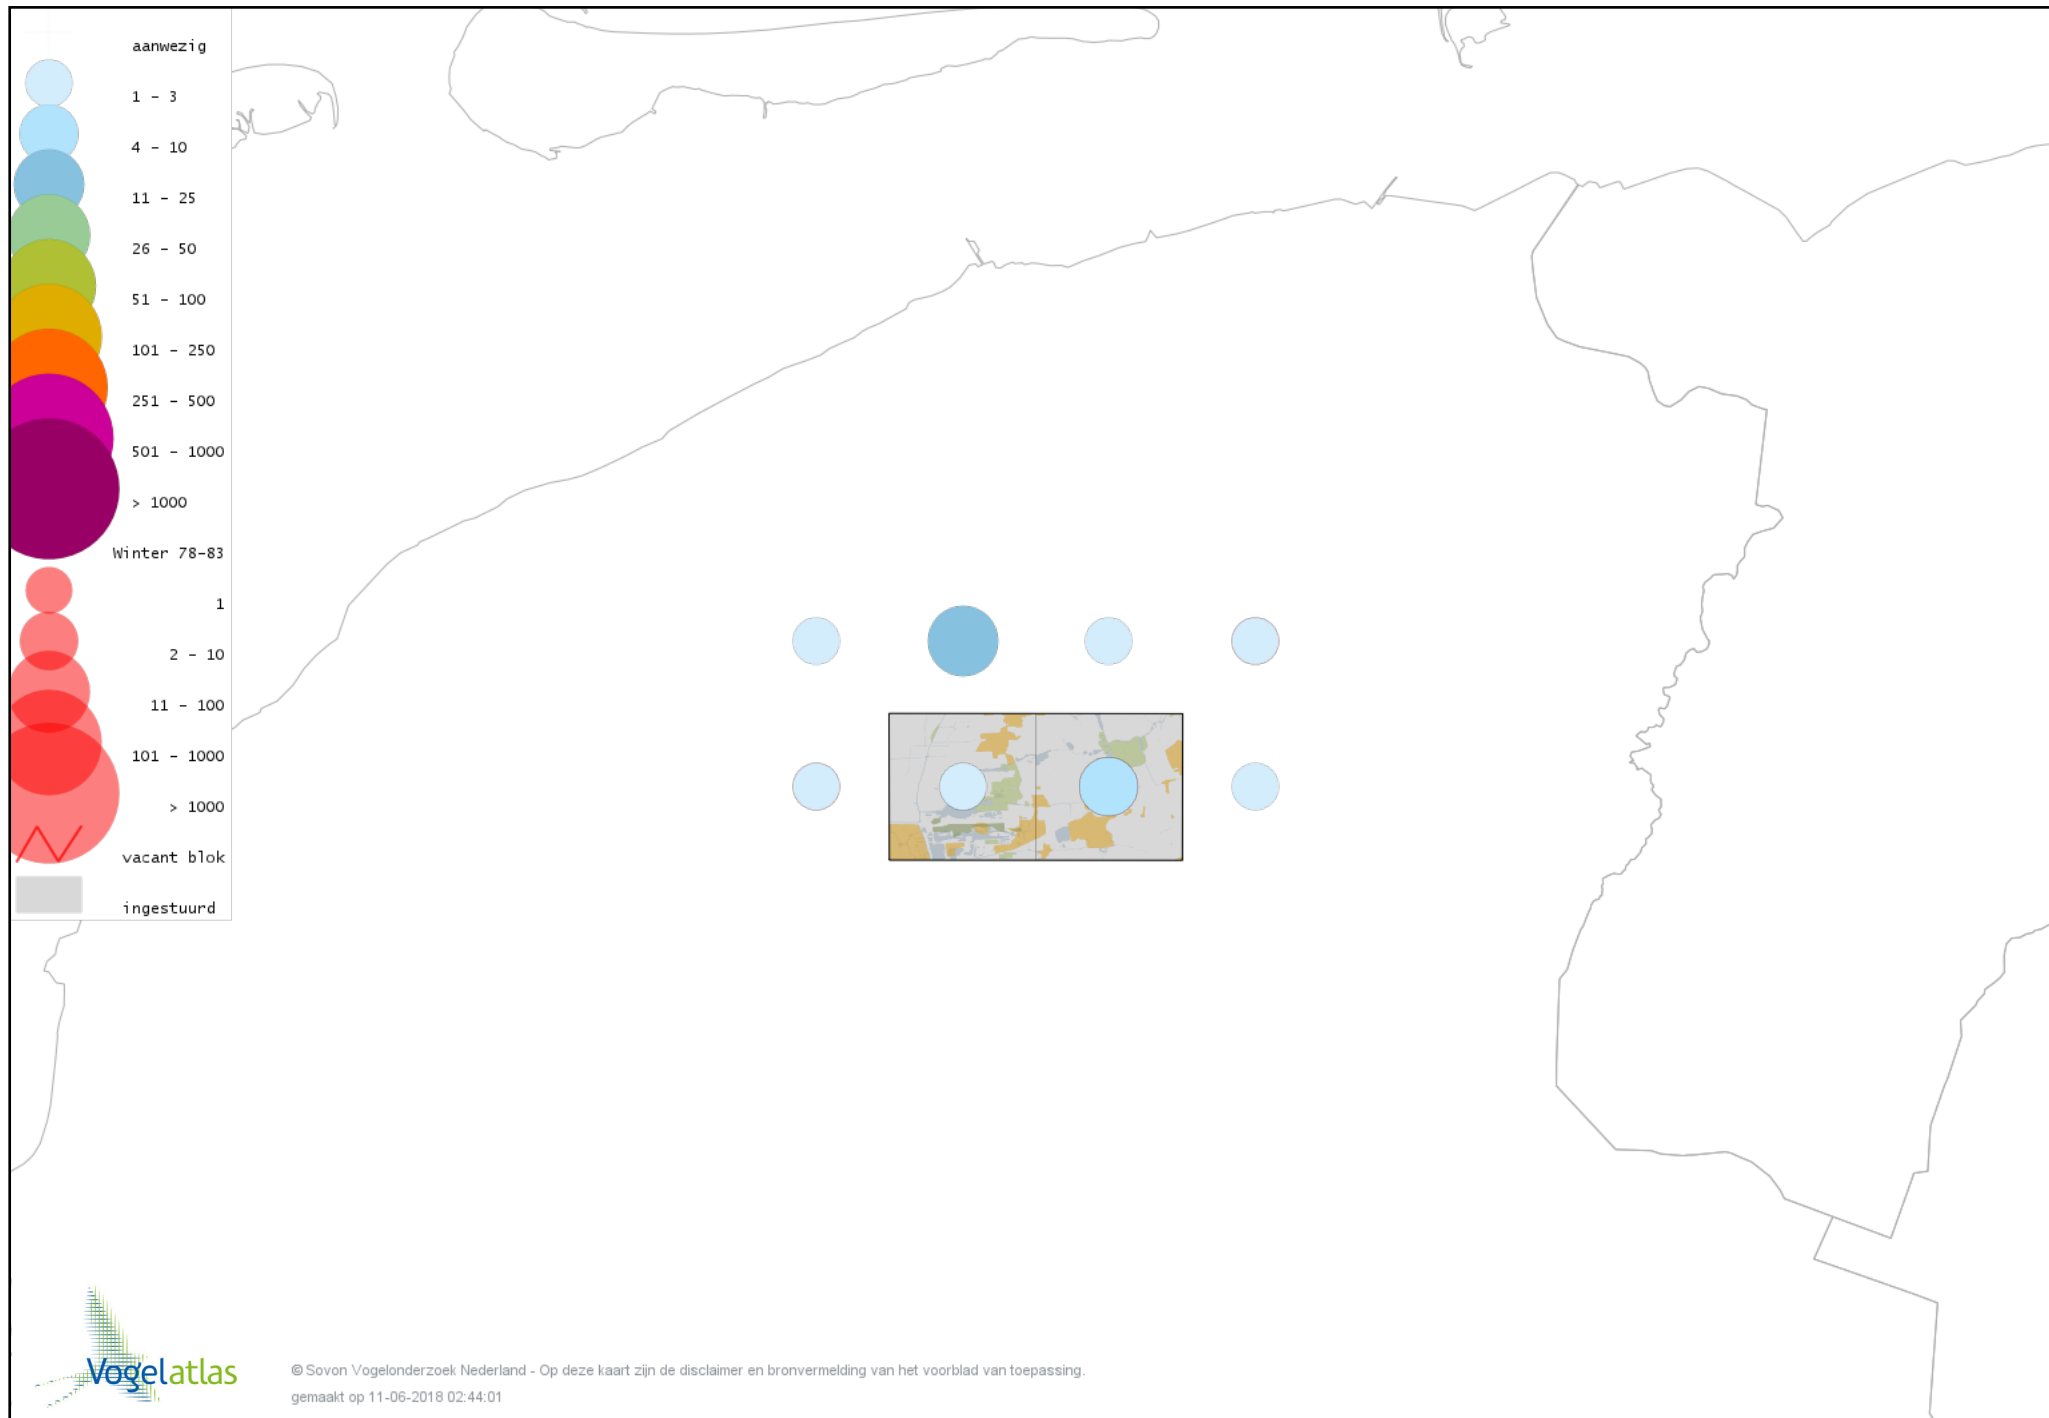 aanwezig
1 - 3
4 - 10
11 - 25
26 - 50
51 - 100
101 - 250
251 - 500
501 - 1000
> 1000
Winter 78-83
1
2 - 10
11 - 100
101 - 1000
> 1000
vacant blok
ingestuurd
Vogelatlas
© Sovon Vogelonderzoek Nederland - Op deze kaart zijn de disclaimer en bronvermelding van het voorblad van toepassing.
gemaakt op 11-06-2018 02:44:01